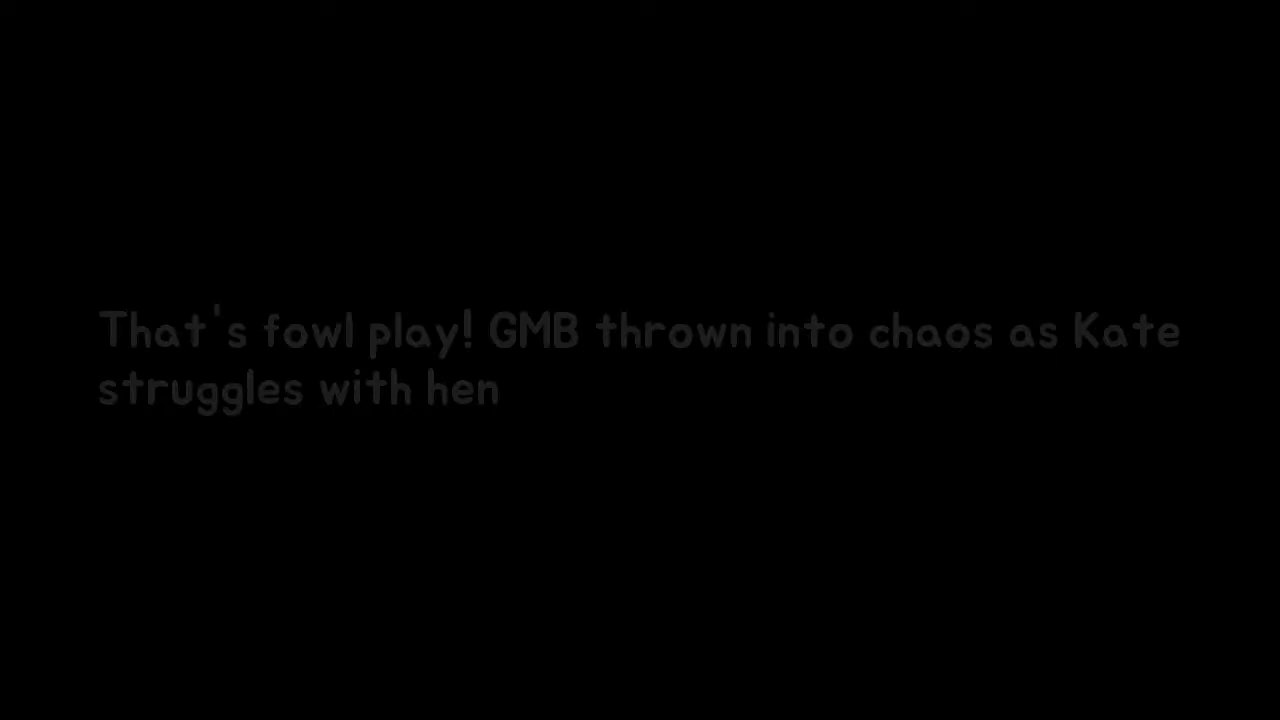 That's fowl play! GMB thrown into chaos as Kate
struggles with hen